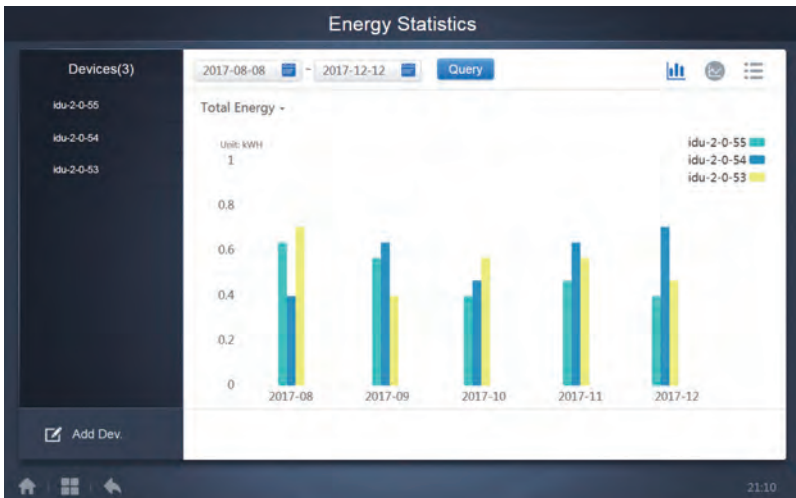 Energy Statistics
Devices(3)
idu-2-0-55
idu-2-0-54
idu-2-0-53
Add Dev.
2017-08-08 - 2017-12-12 Query
Total Energy
Unit: kWH
1
0.8
0.6
0.4
0.2
0
2017-08 2017-09 2017-10 2017-11 2017-12
idu-2-0-55
idu-2-0-54
idu-2-0-53
21:10